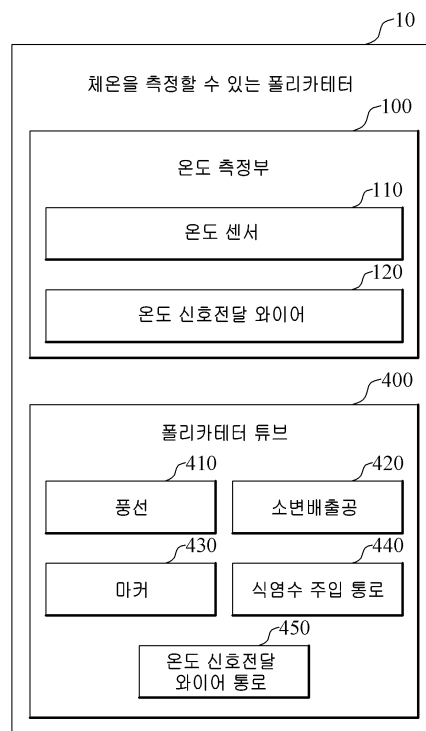 10
체온을 측정할 수 있는 폴리카테터
100
온도 측정부
110
온도 센서
120
온도 신호전달 와이어
400
폴리카테터 튜브
410
풍선
420
소변배출공
430
마커
440
식염수 주입 통로
450
온도 신호전달
와이어 통로